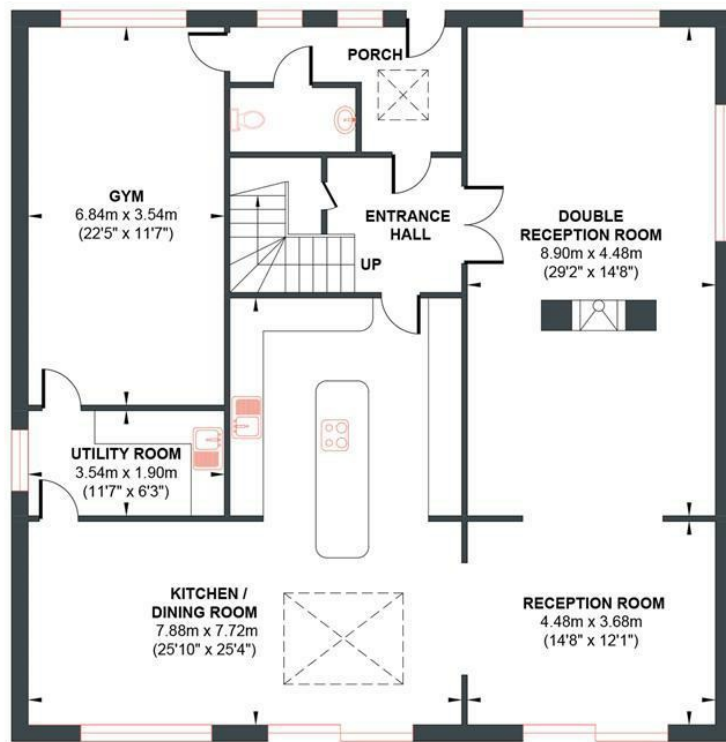 PORCH
GYM
6.84m x 3.54m
(22'5" x 11'7")
ENTRANCE
HALL
UP
DOUBLE
RECEPTION ROOM
8.90m x 4.48m
(29'2" x 14'8")
UTILITY ROOM
3.54m x 1.90m
(11'7" x 6'3")
KITCHEN /
DINING ROOM
7.88m x 7.72m
(25'10" x 25'4")
RECEPTION ROOM
4.48m x 3.68m
(14'8" x 12'1")